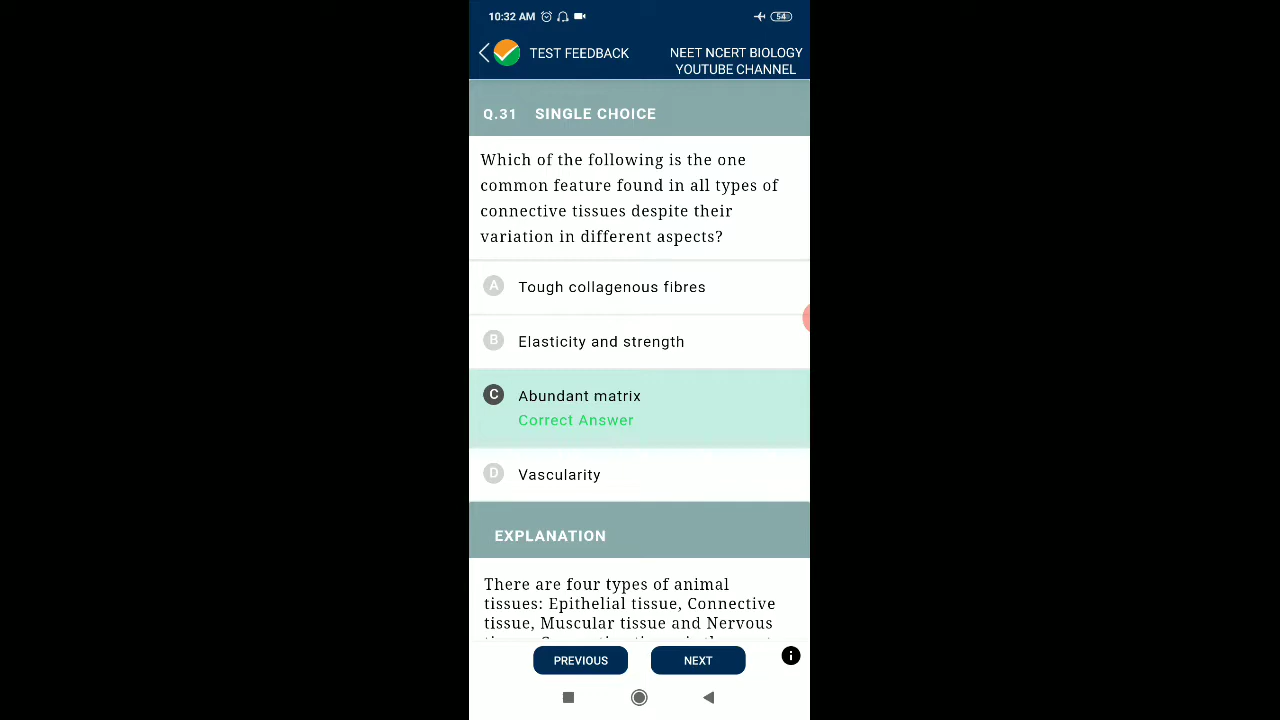 10:32 AM 54
TEST FEEDBACK
NEET NCERT BIOLOGY
YOUTUBE CHANNEL
Q.31 SINGLE CHOICE
Which of the following is the one
common feature found in all types of
connective tissues despite their
variation in different aspects?
A Tough collagenous fibres
B Elasticity and strength
C Abundant matrix
Correct Answer
D Vascularity
EXPLANATION
There are four types of animal
tissues: Epithelial tissue, Connective
tissue, Muscular tissue and Nervous
PREVIOUS NEXT